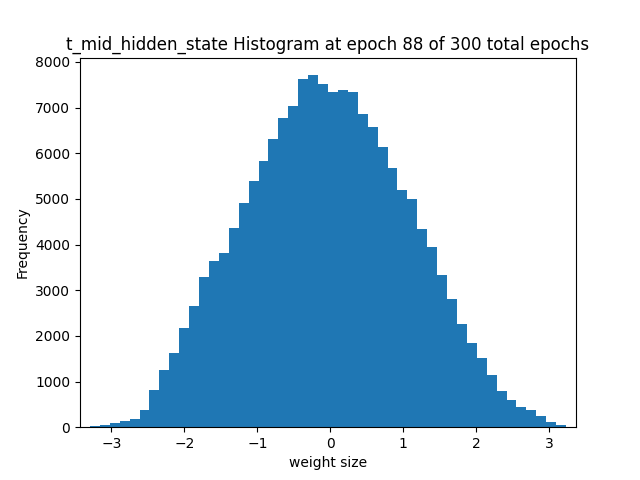 t_mid_hidden_state Histogram at epoch 88 of 300 total epochs
8000
7000
6000
5000
4000
3000
2000
1000
0
Frequency
−3 −2 −1 0 1 2 3
weight size